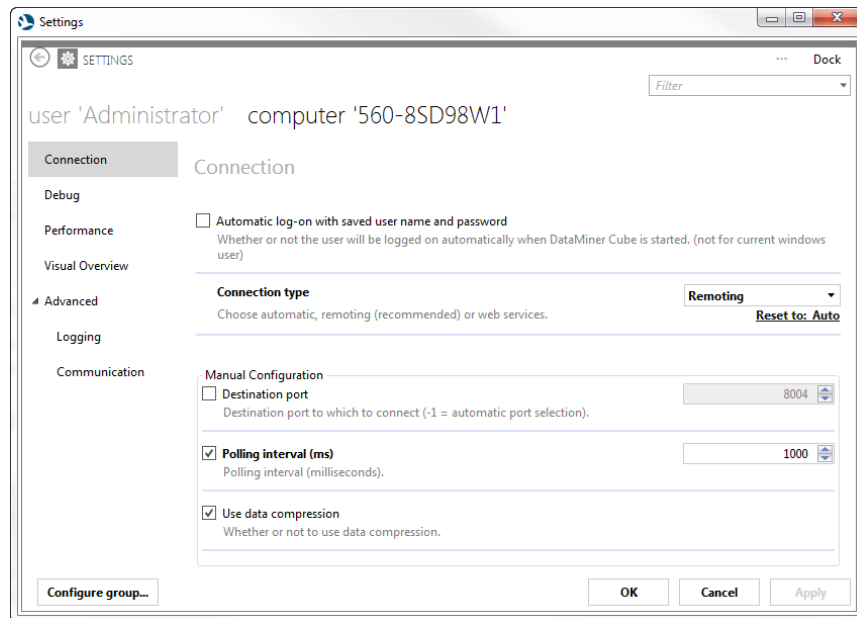 Settings
SETTINGS
... Dock
Filter
user 'Administrator' computer '560-8SD98W1'
Connection
Debug
Performance
Visual Overview
Advanced
Logging
Communication
Connection
Automatic log-on with saved user name and password
Whether or not the user will be logged on automatically when DataMiner Cube is started. (not for current windows
user)
Connection type
Remoting
Choose automatic, remoting (recommended) or web services.
Reset to: Auto
Manual Configuration
Destination port
8004
Destination port to which to connect (-1 = automatic port selection).
Polling interval (ms)
1000
Polling interval (milliseconds).
Use data compression
Whether or not to use data compression.
Configure group...
OK
Cancel
Apply